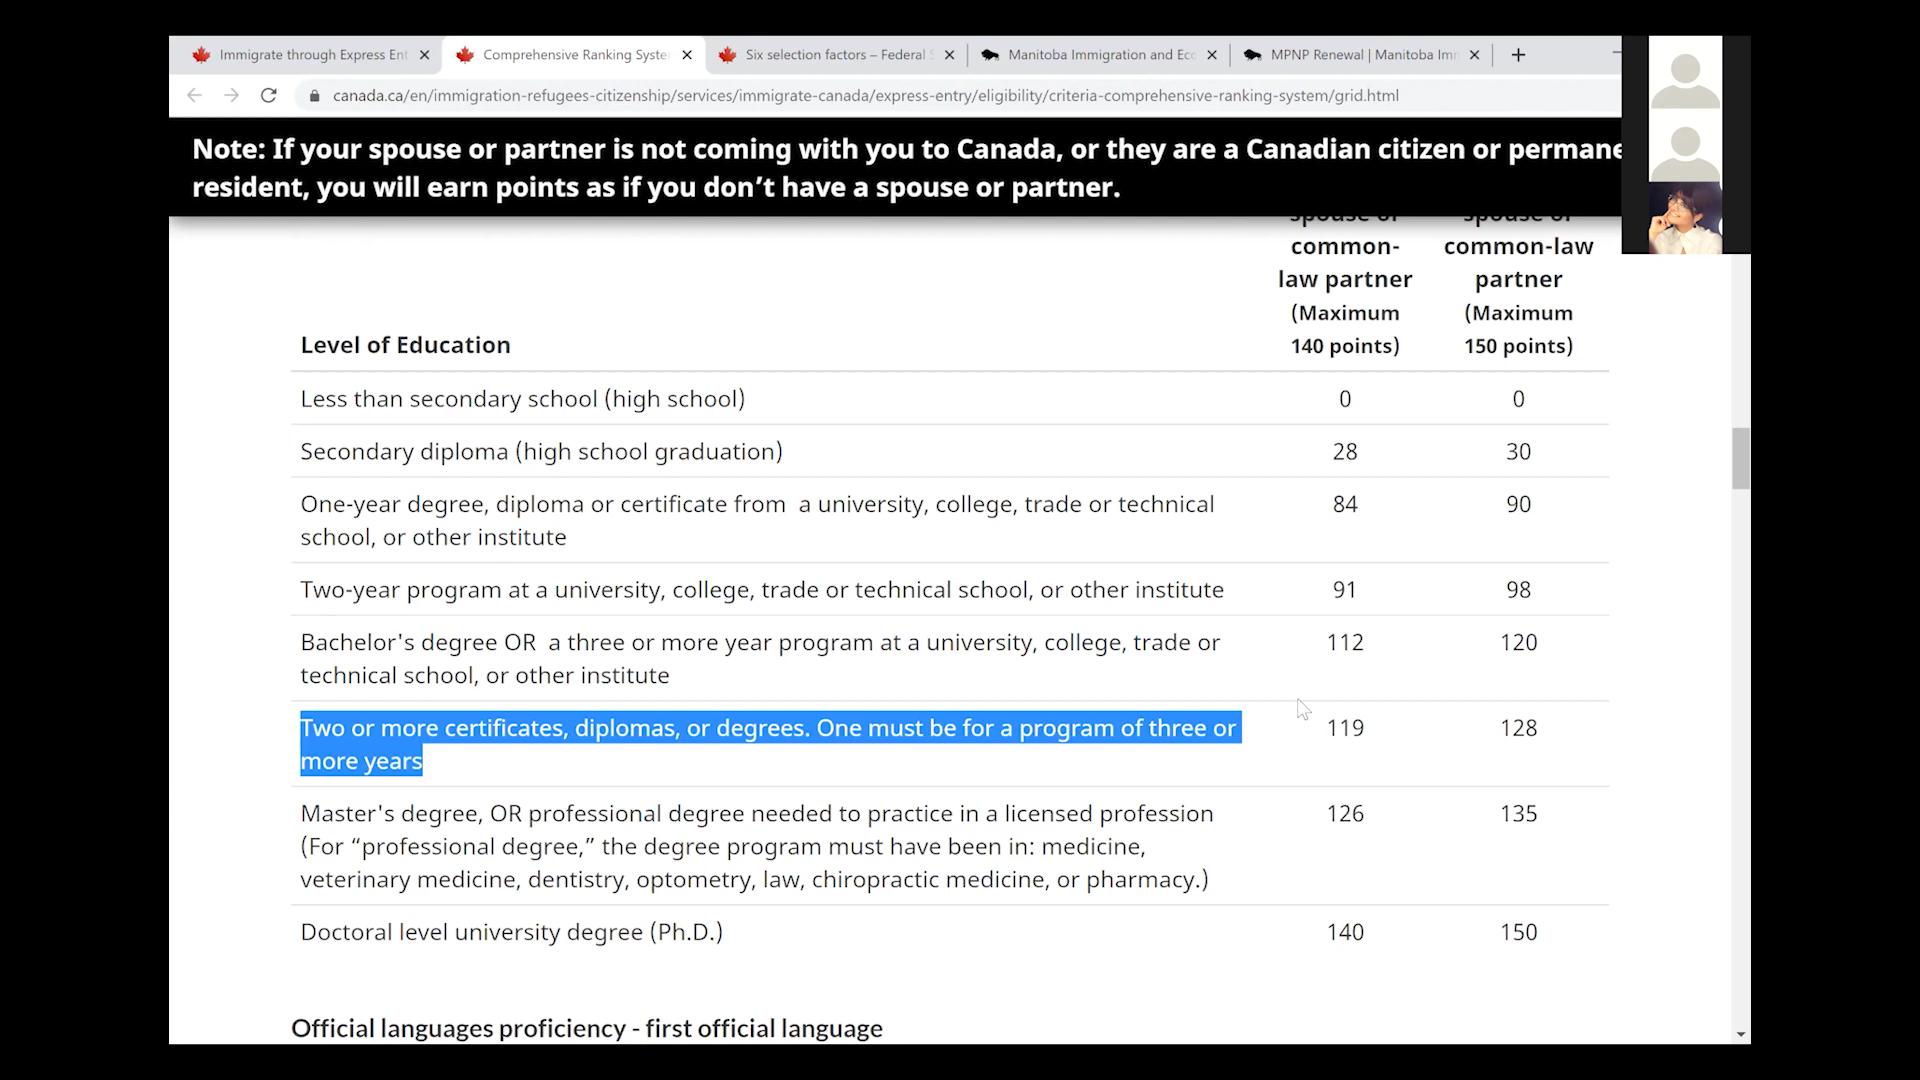 Immigrate through Express Ent
Comprehensive Ranking Syste
Six selection factors – Federal S
Manitoba Immigration and Eco
MPNP Renewal | Manitoba Imm
canada.ca/en/immigration-refugees-citizenship/services/immigrate-canada/express-entry/eligibility/criteria-comprehensive-ranking-system/grid.html
Note: If your spouse or partner is not coming with you to Canada, or they are a Canadian citizen or permane
resident, you will earn points as if you don’t have a spouse or partner.
spouse or spouse or
common- common-law
law partner partner
(Maximum (Maximum
Level of Education 140 points) 150 points)
Less than secondary school (high school) 0 0
Secondary diploma (high school graduation) 28 30
One-year degree, diploma or certificate from a university, college, trade or technical 84 90
school, or other institute
Two-year program at a university, college, trade or technical school, or other institute 91 98
Bachelor's degree OR a three or more year program at a university, college, trade or 112 120
technical school, or other institute
Two or more certificates, diplomas, or degrees. One must be for a program of three or 119 128
more years
Master's degree, OR professional degree needed to practice in a licensed profession 126 135
(For “professional degree,” the degree program must have been in: medicine,
veterinary medicine, dentistry, optometry, law, chiropractic medicine, or pharmacy.)
Doctoral level university degree (Ph.D.) 140 150
Official languages proficiency - first official language